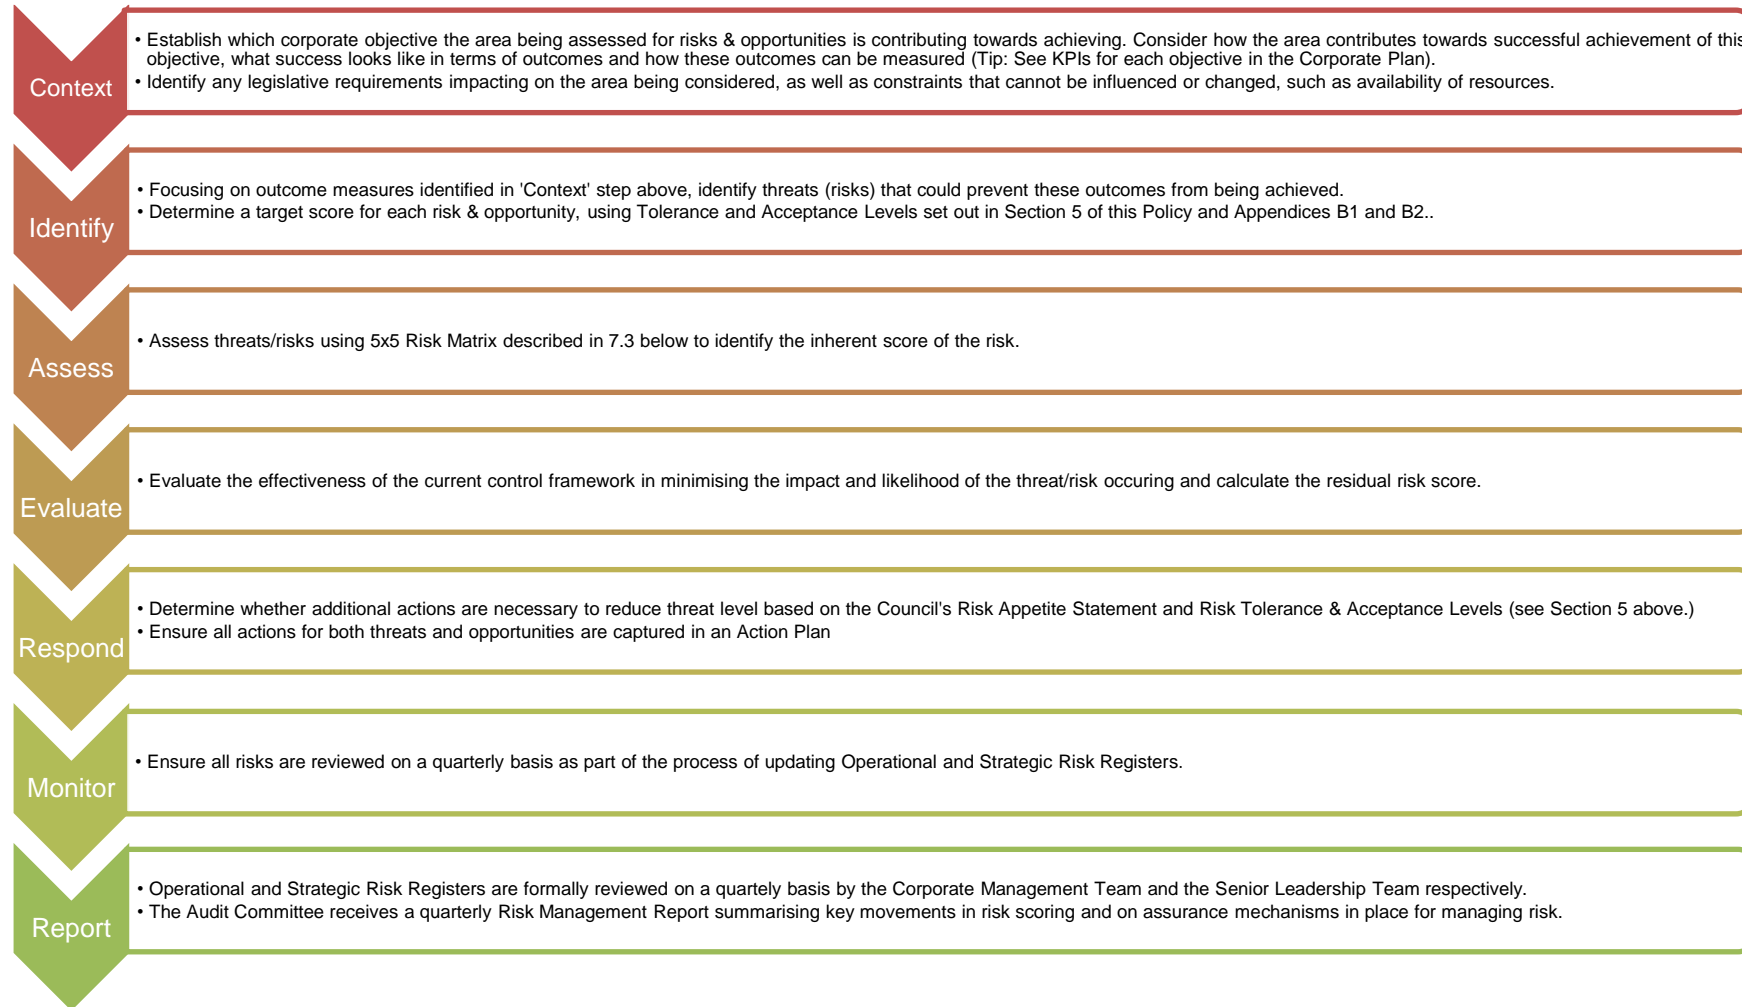 Context
• Establish which corporate objective the area being assessed for risks & opportunities is contributing towards achieving. Consider how the area contributes towards successful achievement of this
objective, what success looks like in terms of outcomes and how these outcomes can be measured (Tip: See KPIs for each objective in the Corporate Plan).
• Identify any legislative requirements impacting on the area being considered, as well as constraints that cannot be influenced or changed, such as availability of resources.
Identify
• Focusing on outcome measures identified in 'Context' step above, identify threats (risks) that could prevent these outcomes from being achieved.
• Determine a target score for each risk & opportunity, using Tolerance and Acceptance Levels set out in Section 5 of this Policy and Appendices B1 and B2..
Assess
• Assess threats/risks using 5x5 Risk Matrix described in 7.3 below to identify the inherent score of the risk.
Evaluate
• Evaluate the effectiveness of the current control framework in minimising the impact and likelihood of the threat/risk occuring and calculate the residual risk score.
Respond
• Determine whether additional actions are necessary to reduce threat level based on the Council's Risk Appetite Statement and Risk Tolerance & Acceptance Levels (see Section 5 above.)
• Ensure all actions for both threats and opportunities are captured in an Action Plan
Monitor
• Ensure all risks are reviewed on a quarterly basis as part of the process of updating Operational and Strategic Risk Registers.
Report
• Operational and Strategic Risk Registers are formally reviewed on a quartely basis by the Corporate Management Team and the Senior Leadership Team respectively.
• The Audit Committee receives a quarterly Risk Management Report summarising key movements in risk scoring and on assurance mechanisms in place for managing risk.